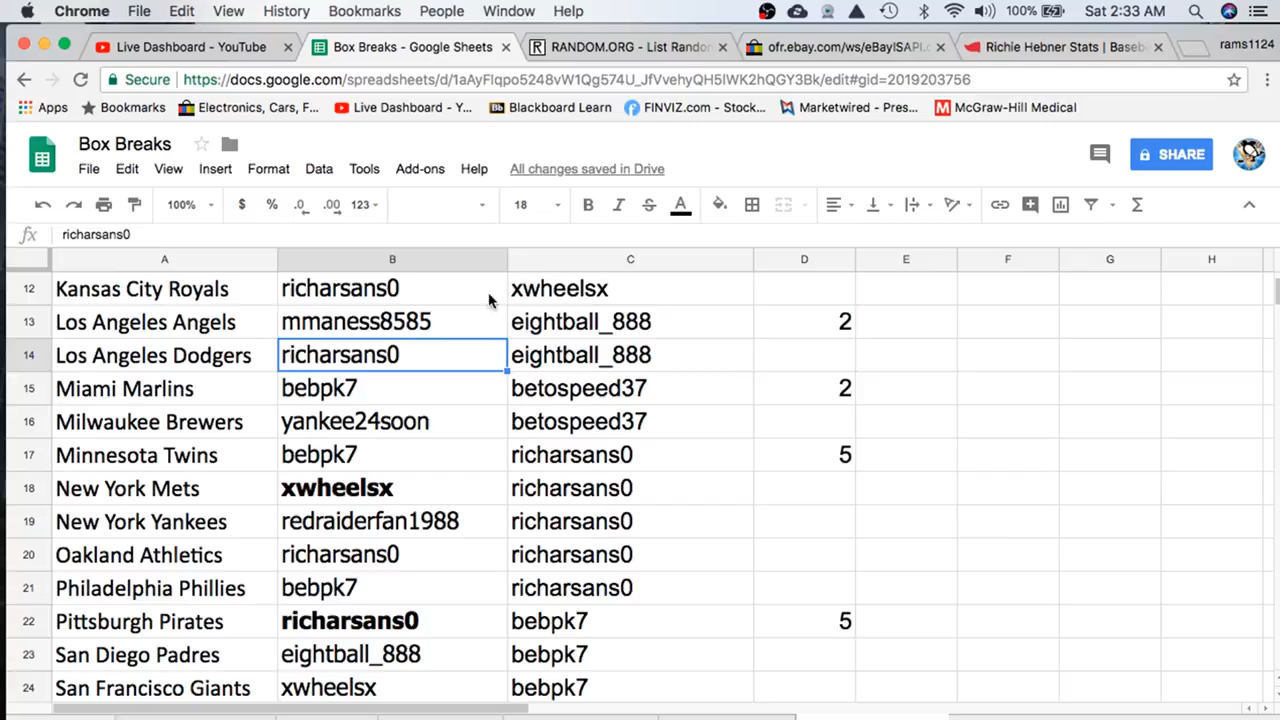 Chrome File Edit View History Bookmarks People Window Help 100% Sat 2:33 AM
Live Dashboard - YouTube × Box Breaks - Google Sheets × RANDOM.ORG - List Randon × ofr.ebay.com/ws/eBayISAPI.c × Richie Hebner Stats | Baseb × rams1124
Secure https://docs.google.com/spreadsheets/d/1aAyFlqpo5248vW1Qg574U_JfVvehyQH5lWK2hQGY3Bk/edit#gid=2019203756
Apps Bookmarks Electronics, Cars, F... Live Dashboard - Y... Bb Blackboard Learn FINVIZ.com - Stock... Marketwired - Pres... M McGraw-Hill Medical
Box Breaks
SHARE
File Edit View Insert Format Data Tools Add-ons Help All changes saved in Drive
100% $ % .0 .00 123 18 B I S A Σ
fx richarsans0
A B C D E F G H
12 Kansas City Royals richarsans0 xwheelsx
13 Los Angeles Angels mmaness8585 eightball_888 2
14 Los Angeles Dodgers richarsans0 eightball_888
15 Miami Marlins bebpk7 betospeed37 2
16 Milwaukee Brewers yankee24soon betospeed37
17 Minnesota Twins bebpk7 richarsans0 5
18 New York Mets xwheelsx richarsans0
19 New York Yankees redraiderfan1988 richarsans0
20 Oakland Athletics richarsans0 richarsans0
21 Philadelphia Phillies bebpk7 richarsans0
22 Pittsburgh Pirates richarsans0 bebpk7 5
23 San Diego Padres eightball_888 bebpk7
24 San Francisco Giants xwheelsx bebpk7